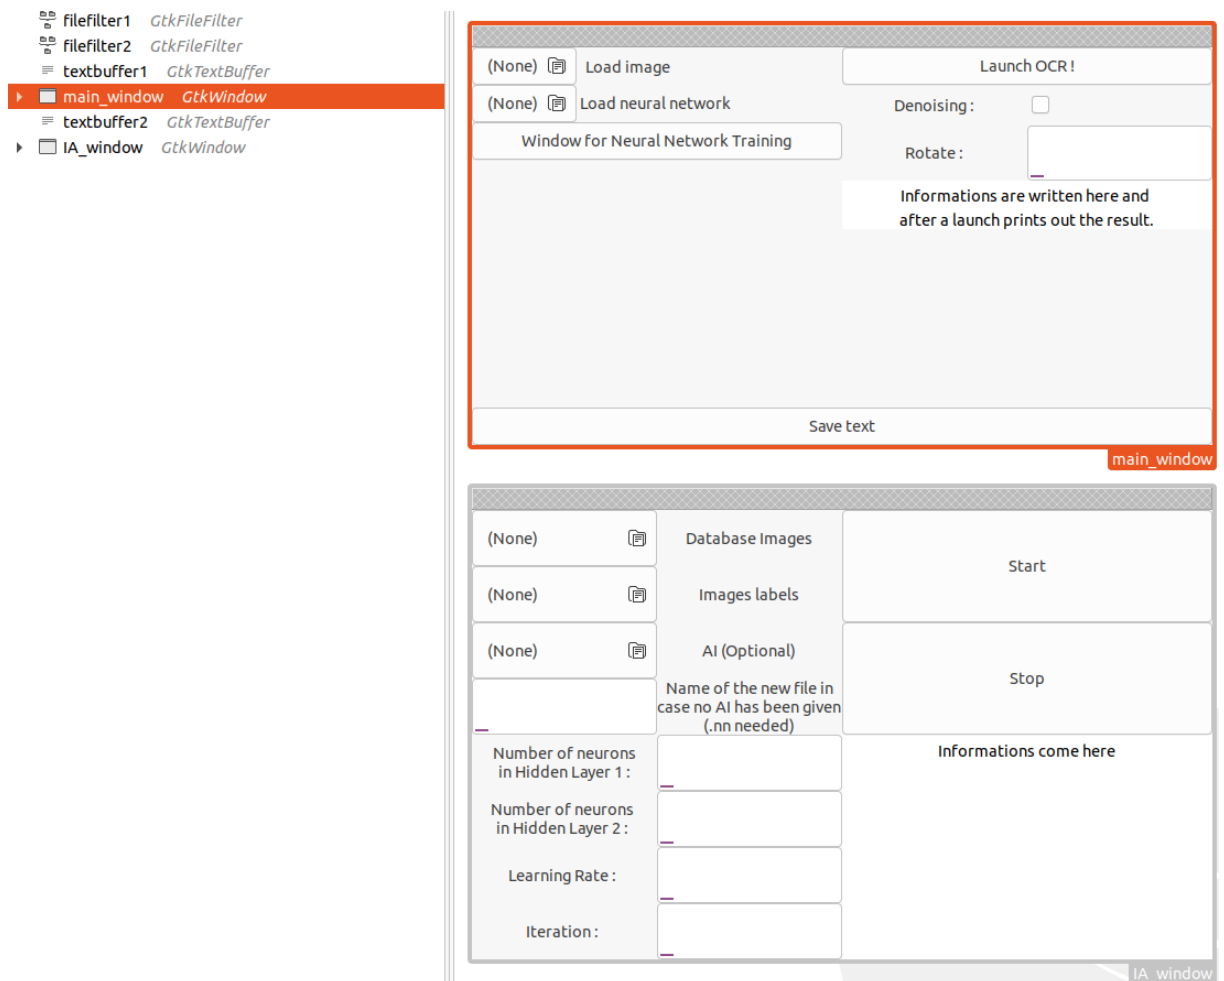 filefilter1 GtkFileFilter
filefilter2 GtkFileFilter
textbuffer1 GtkTextBuffer
main_window GtkWindow
textbuffer2 GtkTextBuffer
IA_window GtkWindow
(None) Load image
Launch OCR !
(None) Load neural network
Denoising :
Window for Neural Network Training
Rotate :
Informations are written here and
after a launch prints out the result.
Save text
main_window
(None) Database Images
Start
(None) Images labels
(None) AI (Optional)
Stop
Name of the new file in
case no AI has been given
(.nn needed)
Number of neurons
in Hidden Layer 1 :
Informations come here
Number of neurons
in Hidden Layer 2 :
Learning Rate :
Iteration :
IA_window